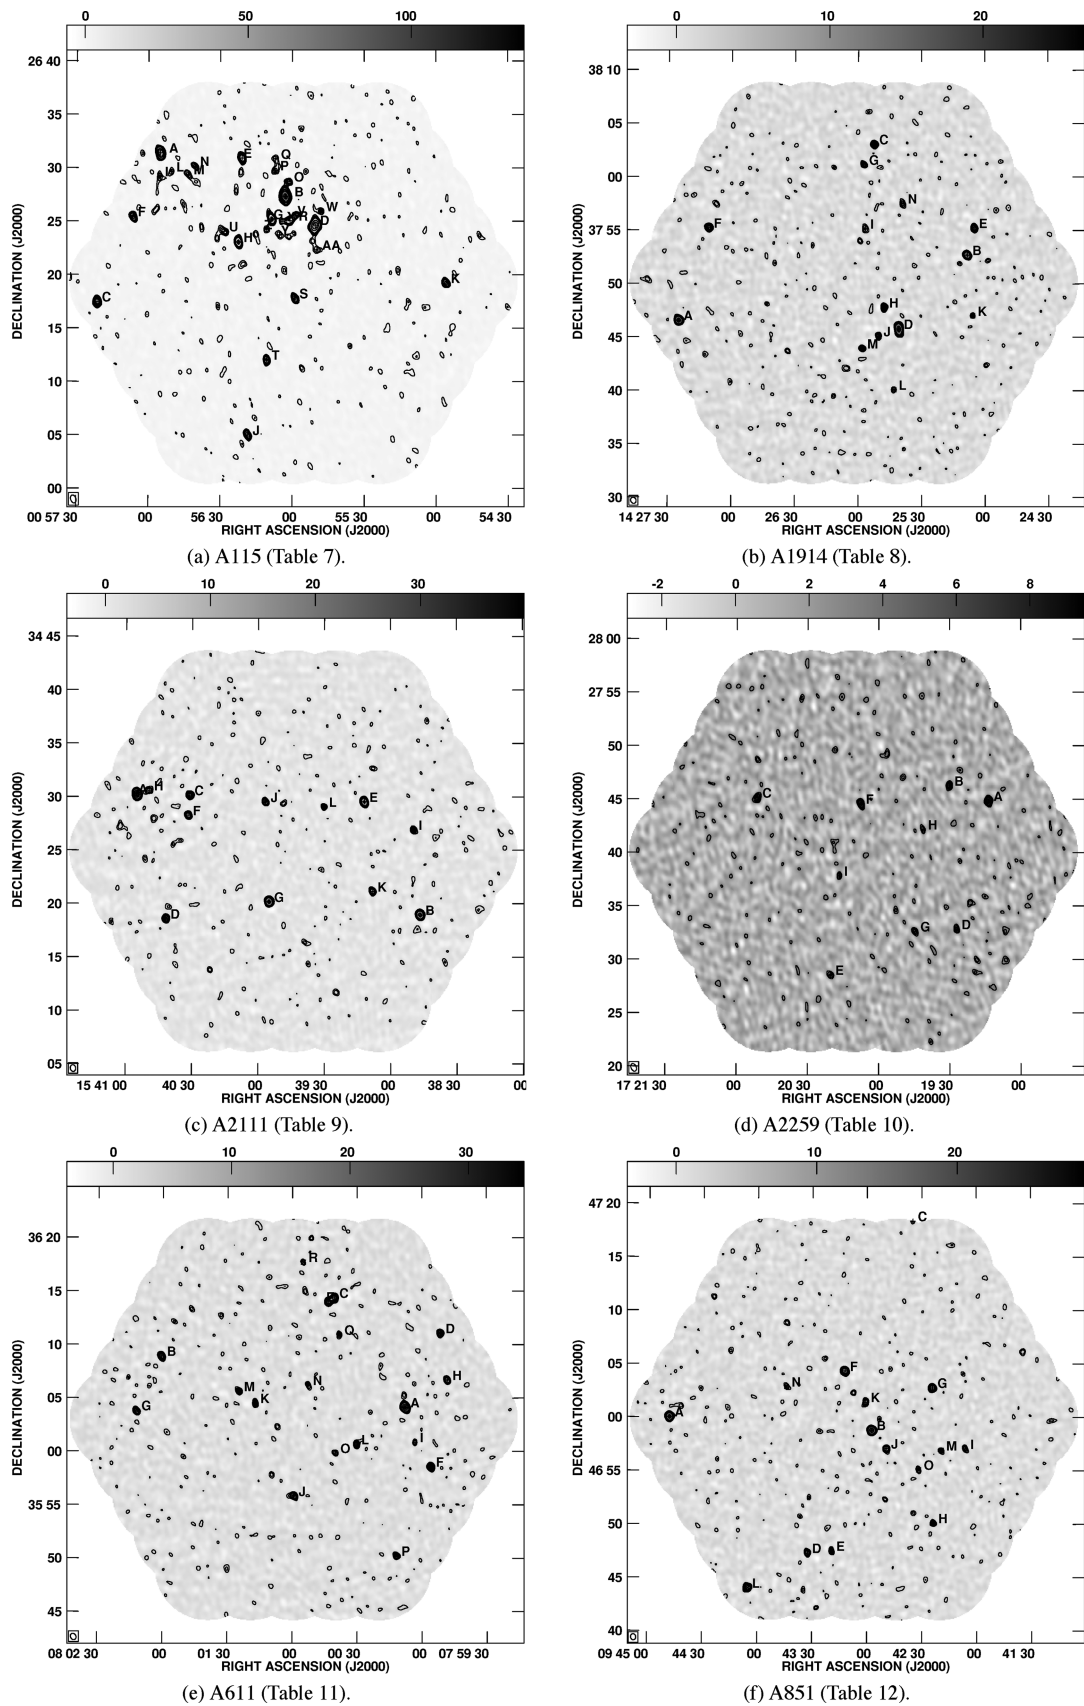 0 50 100
26 40
35
30
25
20
15
10
05
00
DECLINATION (J2000)
A
L
N
M
E
Q
P
O
B
F
G
V
R
W
D
U
H
Y
AA
C
K
S
T
J
00 57 30 00 56 30 00 55 30 00 54 30
RIGHT ASCENSION (J2000)
(a) A115 (Table 7).
0 10 20
38 10
05
00
37 55
50
45
40
35
30
DECLINATION (J2000)
C
G
N
F
I
E
B
H
A
D
K
J
M
L
14 27 30 00 26 30 00 25 30 00 24 30
RIGHT ASCENSION (J2000)
(b) A1914 (Table 8).
0 10 20 30
34 45
40
35
30
25
20
15
10
05
DECLINATION (J2000)
A H
C
J
L
E
F
I
K
G
B
D
15 41 00 40 30 00 39 30 00 38 30 00
RIGHT ASCENSION (J2000)
(c) A2111 (Table 9).
-2 0 2 4 6 8
28 00
27 55
50
45
40
35
30
25
20
DECLINATION (J2000)
B
C
F
A
H
I
G
D
E
17 21 30 00 20 30 00 19 30 00
RIGHT ASCENSION (J2000)
(d) A2259 (Table 10).
0 10 20 30
36 20
15
10
05
00
35 55
50
45
DECLINATION (J2000)
R
C
Q
D
B
N
H
M
K
A
G
L
I
O
F
J
P
08 02 30 00 01 30 00 30 00 07 59 30
RIGHT ASCENSION (J2000)
(e) A611 (Table 11).
0 10 20
47 20
15
10
05
00
46 55
50
45
40
DECLINATION (J2000)
C
F
N
G
K
A
B
J
M I
O
H
D E
L
09 45 00 44 30 00 43 30 00 42 30 00 41 30
RIGHT ASCENSION (J2000)
(f) A851 (Table 12).